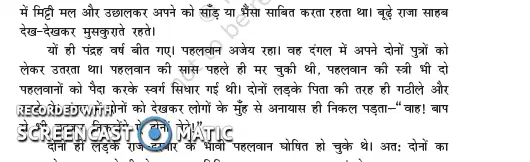 में मिट्टी मल और उछालकर अपने को साँड़ या भैंसा साबित करता रहता था। बूढ़े राजा साहब
देख-देखकर मुसकुराते रहते।
यों ही पंद्रह वर्ष बीत गए। पहलवान अजेय रहा। वह दंगल में अपने दोनों पुत्रों को
लेकर उतरता था। पहलवान की सास पहले ही मर चुकी थी, पहलवान की स्त्री भी दो
पहलवानों को पैदा करके स्वर्ग सिधार गई थी। दोनों लड़के पिता की तरह ही गठीले और
दोनों को देखकर लोगों के मुँह से अनायास ही निकल पड़ता–“वाह! बाप
RECORDED WITH
SCREENCAST MATIC
दोनों ही लड़के राज-दरबार के भावी पहलवान घोषित हो चुके थे। अतः दोनों का